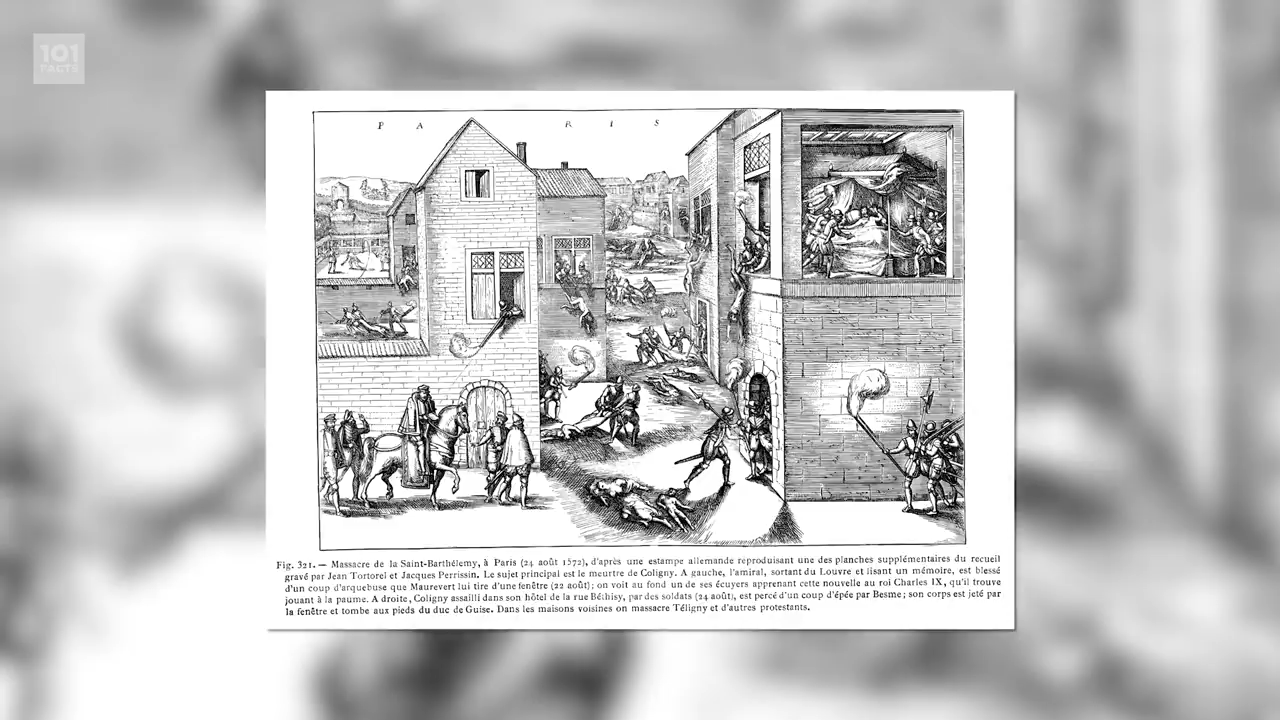 101
FACTS
P A R I S
Fig. 321. — Massacre de la Saint-Barthélemy, à Paris (24 août 1572), d'après une estampe allemande reproduisant une des planches supplémentaires du recueil
gravé par Jean Tortorel et Jacques Perrissin. Le sujet principal est le meurtre de Coligny. A gauche, l'amiral, sortant du Louvre et lisant un mémoire, est blessé
d'un coup d'arquebuse que Maurevert lui tire d'une fenêtre (22 août); on voit au fond un de ses écuyers apprenant cette nouvelle au roi Charles IX, qu'il trouve
jouant à la paume. A droite, Coligny assailli dans son hôtel de la rue Béthisy, par des soldats (24 août), est percé d'un coup d'épée par Besme; son corps est jeté par
la fenêtre et tombe aux pieds du duc de Guise. Dans les maisons voisines on massacre Téligny et d'autres protestants.